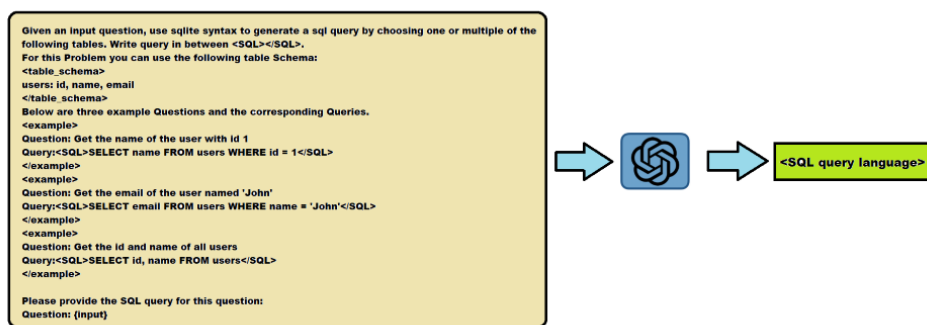 Given an input question, use sqlite syntax to generate a sql query by choosing one or multiple of the
following tables. Write query in between <SQL></SQL>.
For this Problem you can use the following table Schema:
<table_schema>
users: id, name, email
</table_schema>
Below are three example Questions and the corresponding Queries.
<example>
Question: Get the name of the user with id 1
Query:<SQL>SELECT name FROM users WHERE id = 1</SQL>
</example>
<example>
Question: Get the email of the user named 'John'
Query:<SQL>SELECT email FROM users WHERE name = 'John'</SQL>
</example>
<example>
Question: Get the id and name of all users
Query:<SQL>SELECT id, name FROM users</SQL>
</example>
Please provide the SQL query for this question:
Question: {input}
<SQL query language>